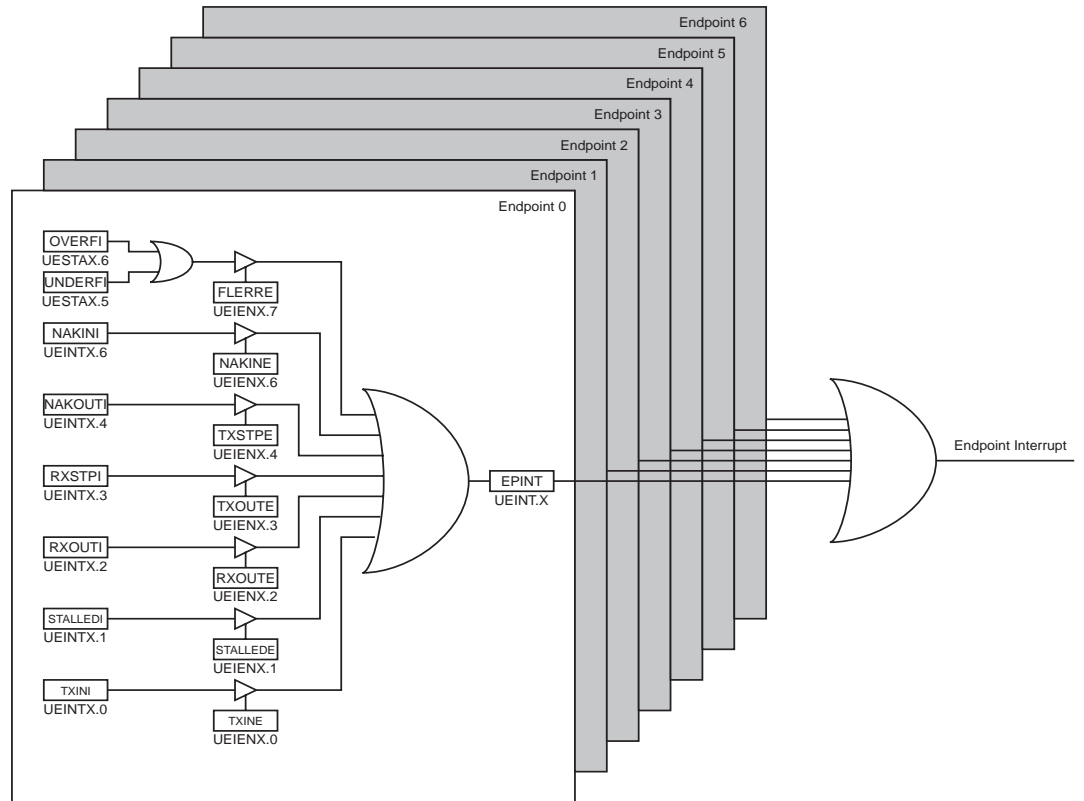 Endpoint 6
Endpoint 5
Endpoint 4
Endpoint 3
Endpoint 2
Endpoint 1
Endpoint 0
OVERFI
UESTAX.6
UNDERFI
UESTAX.5
FLERRE
UEIENX.7
NAKINI
UEINTX.6
NAKINE
UEIENX.6
NAKOUTI
UEINTX.4
TXSTPE
UEIENX.4
RXSTPI
UEINTX.3
TXOUTE
UEIENX.3
RXOUTI
UEINTX.2
RXOUTE
UEIENX.2
STALLEDI
UEINTX.1
STALLEDE
UEIENX.1
TXINI
UEINTX.0
TXINE
UEIENX.0
EPINT
UEINT.X
Endpoint Interrupt